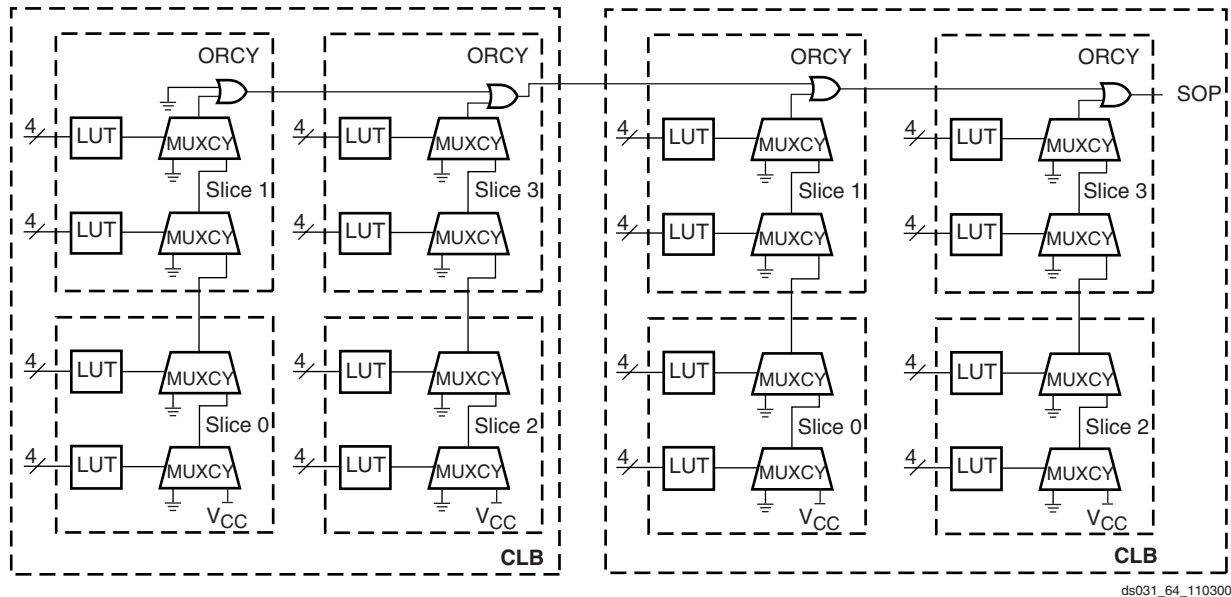 ORCY ORCY ORCY ORCY
SOP
4 LUT MUXCY 4 LUT MUXCY 4 LUT MUXCY 4 LUT MUXCY
Slice 1 Slice 3 Slice 1 Slice 3
4 LUT MUXCY 4 LUT MUXCY 4 LUT MUXCY 4 LUT MUXCY
4 LUT MUXCY 4 LUT MUXCY 4 LUT MUXCY 4 LUT MUXCY
Slice 0 Slice 2 Slice 0 Slice 2
4 LUT MUXCY 4 LUT MUXCY 4 LUT MUXCY 4 LUT MUXCY
VCC VCC VCC VCC
CLB CLB
ds031_64_110300